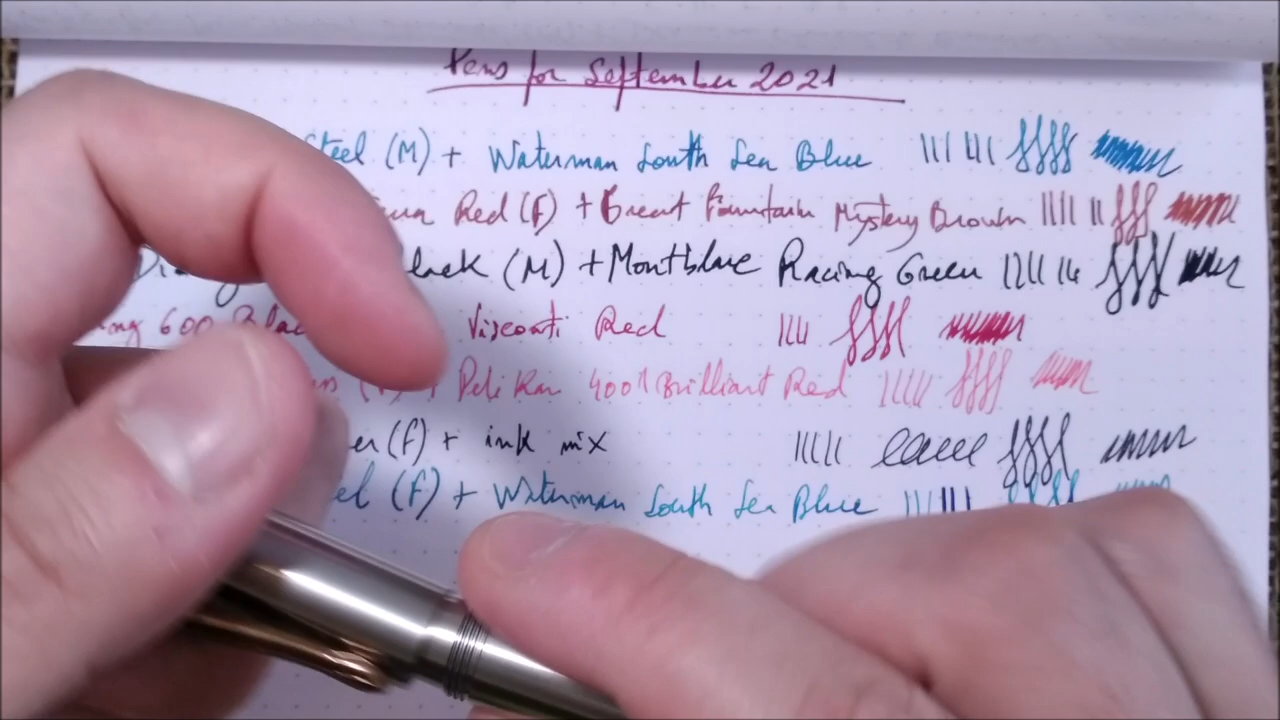 Pens for September 2021
Steel (M) + Waterman South Sea Blue
Red (F) + Great Fountain Mystery Brown
(M) + Montblanc Racing Green
600 Visconti Red
+ Pelikan 4001 Brilliant Red
(F) + ink mix
(F) + Waterman South Sea Blue